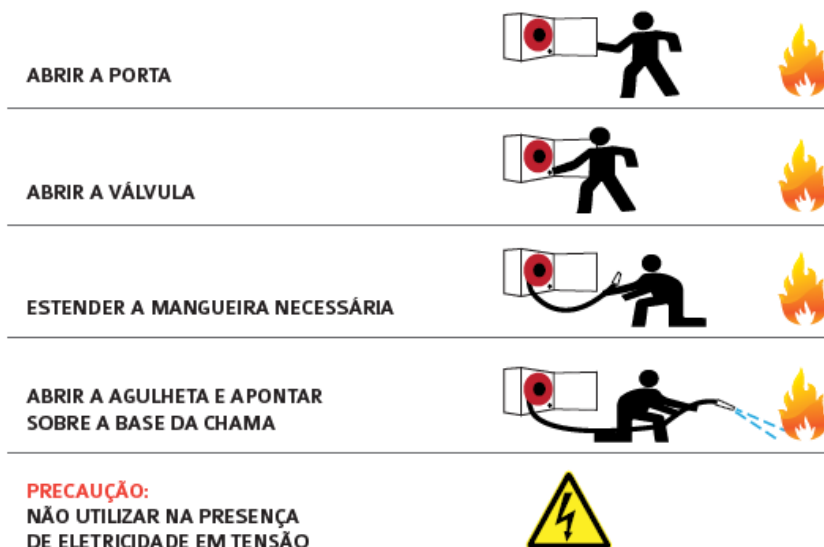 ABRIR A PORTA
ABRIR A VÁLVULA
ESTENDER A MANGUEIRA NECESSÁRIA
ABRIR A AGULHETA E APONTAR
SOBRE A BASE DA CHAMA
PRECAUÇÃO:
NÃO UTILIZAR NA PRESENÇA
DE ELETRICIDADE EM TENSÃO